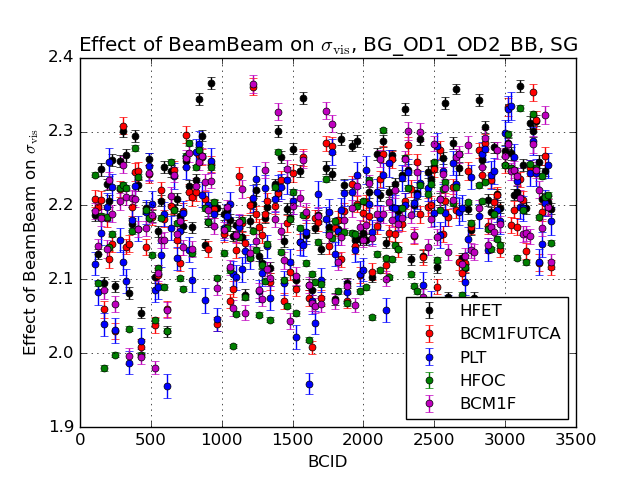 Effect of BeamBeam on σvis, BG_OD1_OD2_BB, SG
Effect of BeamBeam on σvis
2.4
2.3
2.2
2.1
2.0
1.9
0 500 1000 1500 2000 2500 3000 3500
BCID
HFET
BCM1FUTCA
PLT
HFOC
BCM1F